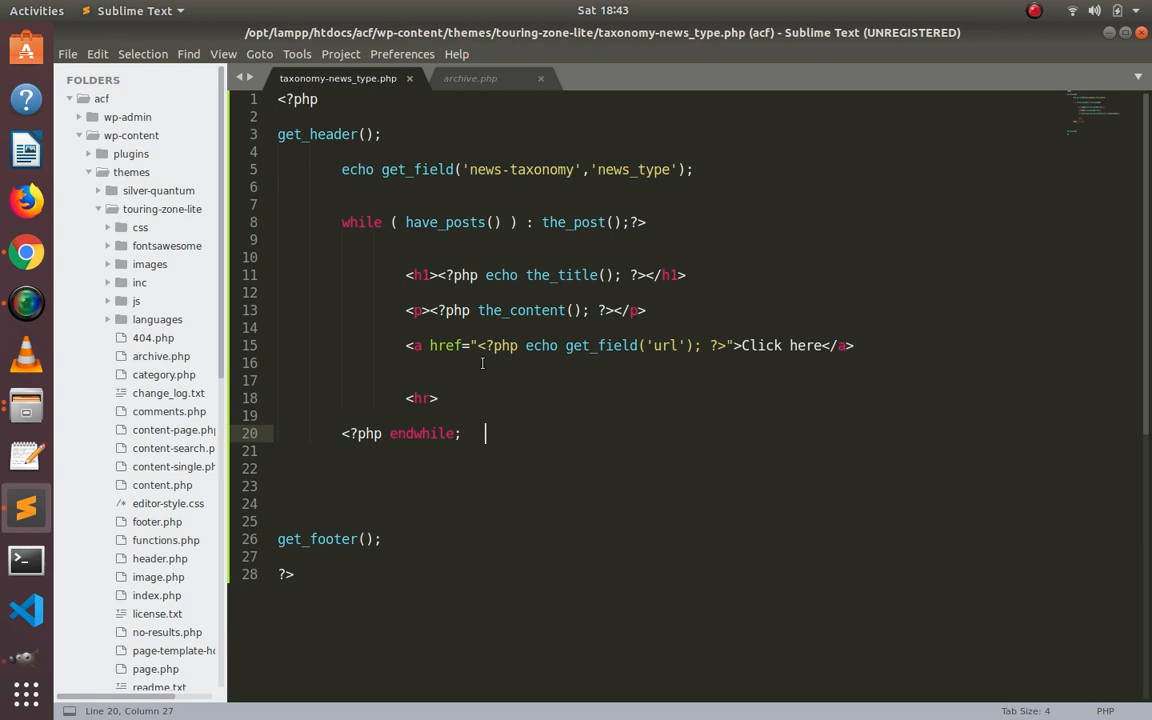 Activities
Sublime Text
Sat 18:43
/opt/lampp/htdocs/acf/wp-content/themes/touring-zone-lite/taxonomy-news_type.php (acf) - Sublime Text (UNREGISTERED)
File Edit Selection Find View Goto Tools Project Preferences Help
FOLDERS
acf
wp-admin
wp-content
plugins
themes
silver-quantum
touring-zone-lite
css
fontsawesome
images
inc
js
languages
404.php
archive.php
category.php
change_log.txt
comments.php
content-page.php
content-search.p
content-single.ph
content.php
/* editor-style.css
footer.php
functions.php
header.php
image.php
index.php
license.txt
no-results.php
page-template-ho
page.php
readme.txt
taxonomy-news_type.php
archive.php
1 <?php
2
3 get_header();
4
5 echo get_field('news-taxonomy','news_type');
6
7
8 while ( have_posts() ) : the_post();?>
9
10
11 <h1><?php echo the_title(); ?></h1>
12
13 <p><?php the_content(); ?></p>
14
15 <a href="<?php echo get_field('url'); ?>">Click here</a>
16
17
18 <hr>
19
20 <?php endwhile;
21
22
23
24
25
26 get_footer();
27
28 ?>
Line 20, Column 27
Tab Size: 4
PHP